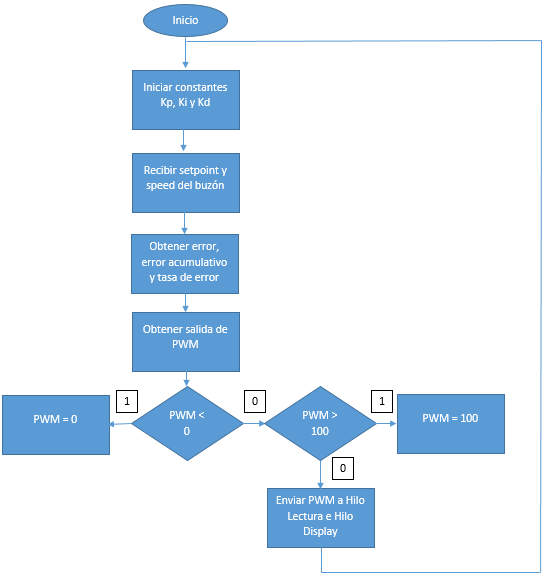 Inicio
Iniciar constantes
Kp, Ki y Kd
Recibir setpoint y
speed del buzón
Obtener error,
error acumulativo
y tasa de error
Obtener salida de
PWM
1
0
1
PWM = 0
PWM <
0
PWM >
100
PWM = 100
0
Enviar PWM a Hilo
Lectura e Hilo
Display